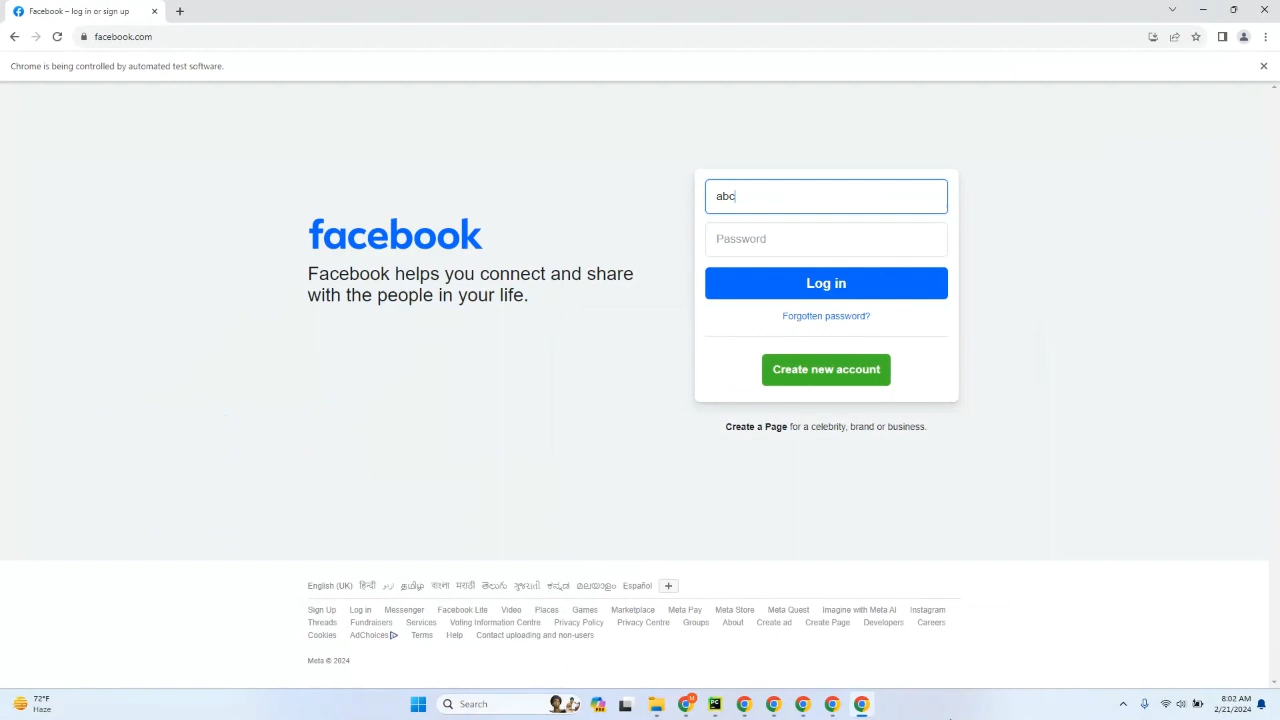 Facebook – log in or sign up
facebook.com
Chrome is being controlled by automated test software.
abc
Password
Log in
Forgotten password?
Create new account
Create a Page for a celebrity, brand or business.
facebook
Facebook helps you connect and share
with the people in your life.
English (UK) हिन्दी اردو தமிழ் বাংলা मराठी తెలుగు ગુજરાતી ಕನ್ನಡ മലയാളം Español
Sign Up Log in Messenger Facebook Lite Video Places Games Marketplace Meta Pay Meta Store Meta Quest Imagine with Meta AI Instagram
Threads Fundraisers Services Voting Information Centre Privacy Policy Privacy Centre Groups About Create ad Create Page Developers Careers
Cookies AdChoices Terms Help Contact uploading and non-users
Meta © 2024
72°F
Haze
Search
8:02 AM
2/21/2024